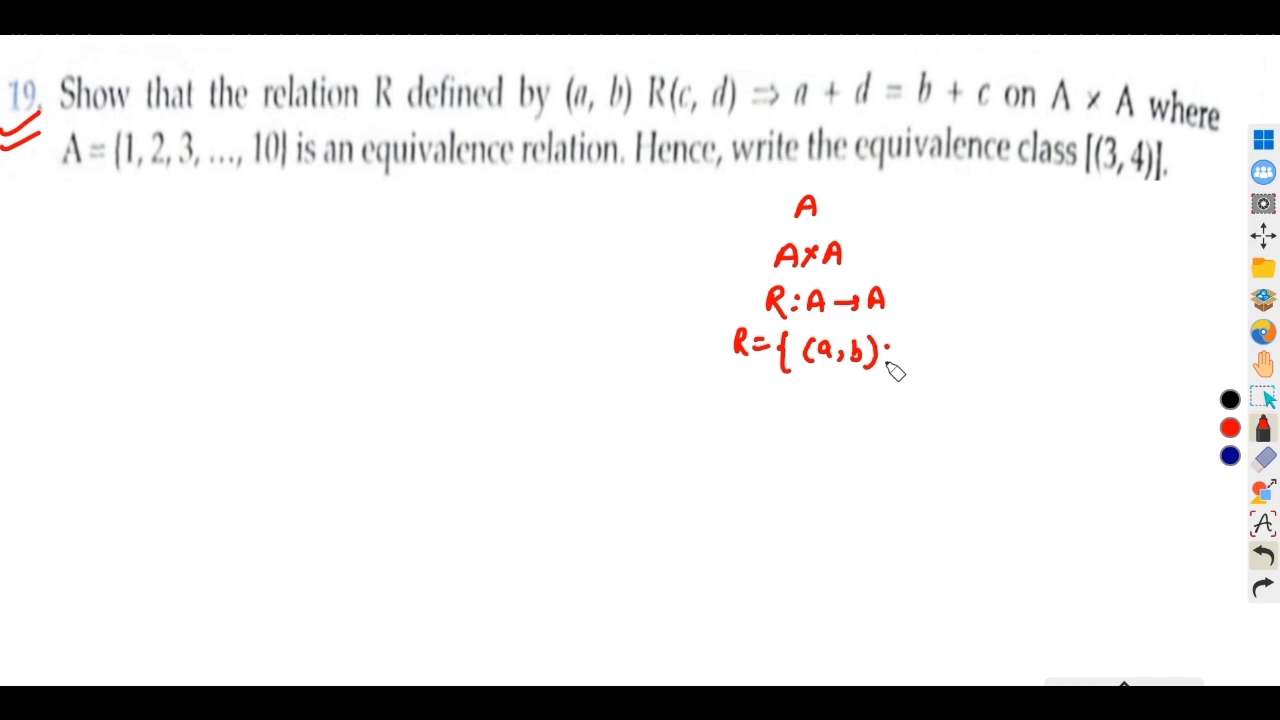 19. Show that the relation R defined by (a, b) R(c, d) ⇒ a + d = b + c on A × A where
A = {1, 2, 3, ..., 10} is an equivalence relation. Hence, write the equivalence class [(3, 4)].
A
A×A
R:A→A
R={ (a,b):